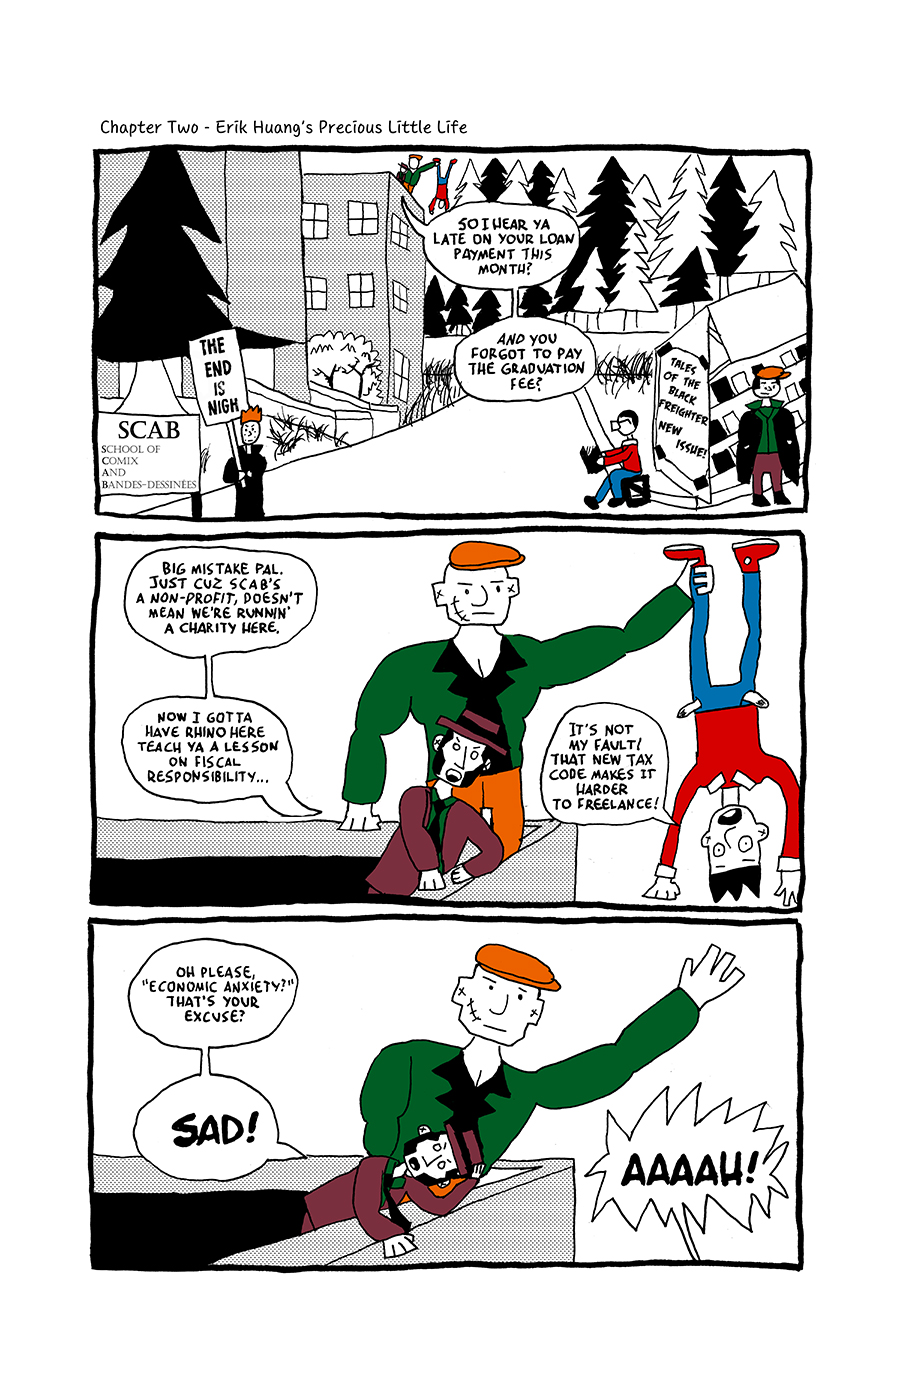 Chapter Two - Erik Huang's Precious Little Life
SO I HEAR YA
LATE ON YOUR LOAN
PAYMENT THIS
MONTH?
AND YOU
FORGOT TO PAY
THE GRADUATION
FEE?
THE
END
IS
NIGH
SCAB
SCHOOL OF
COMIX
AND
BANDES-DESSINÉES
TALES
OF THE
BLACK
FREIGHTER
NEW
ISSUE!
BIG MISTAKE PAL.
JUST CUZ SCAB'S
A NON-PROFIT, DOESN'T
MEAN WE'RE RUNNIN'
A CHARITY HERE.
NOW I GOTTA
HAVE RHINO HERE
TEACH YA A LESSON
ON FISCAL
RESPONSIBILITY...
IT'S NOT
MY FAULT!
THAT NEW TAX
CODE MAKES IT
HARDER
TO FREELANCE!
OH PLEASE,
"ECONOMIC ANXIETY?"
THAT'S YOUR
EXCUSE?
SAD!
AAAAH!